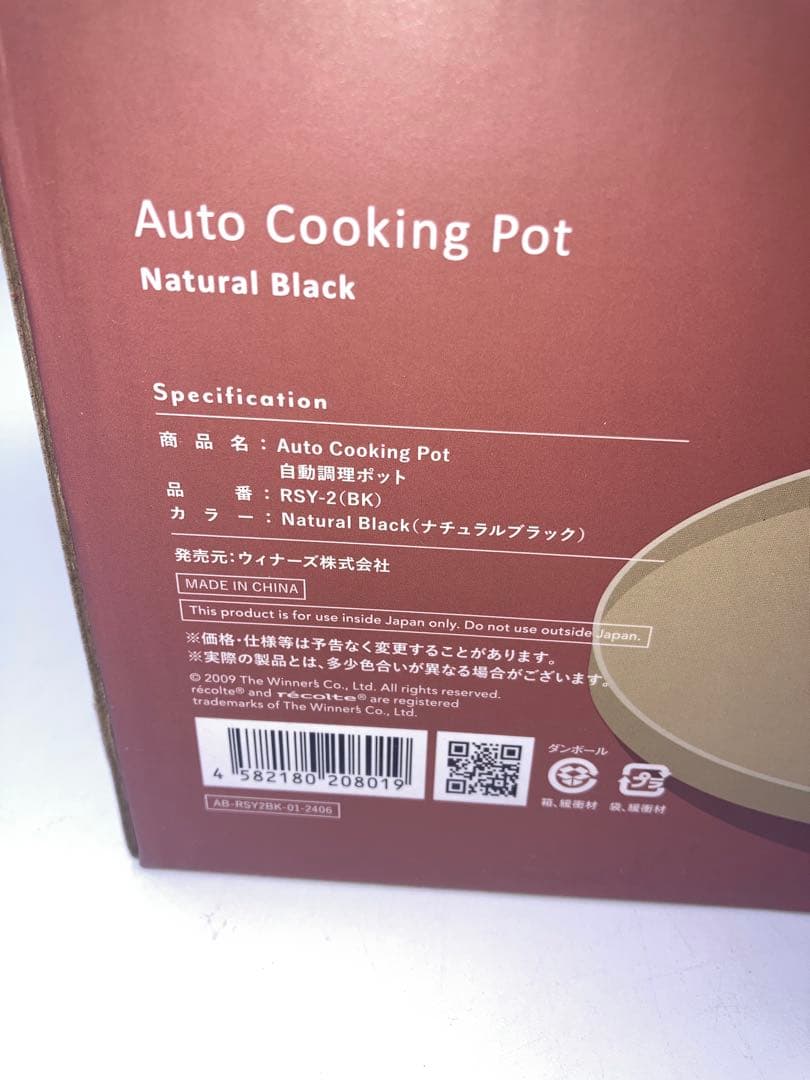 Auto Cooking Pot
Natural Black
Specification
商品名：Auto Cooking Pot
自動調理ポット
品番：RSY-2(BK)
カラー：Natural Black(ナチュラルブラック)
発売元：ウィナーズ株式会社
MADE IN CHINA
This product is for use inside Japan only. Do not use outside Japan.
※価格・仕様等は予告なく変更することがあります。
※実際の製品とは、多少色合いが異なる場合がございます。
© 2009 The Winner's Co., Ltd. All rights reserved.
récolte® and récolte® are registered
trademarks of The Winner's Co., Ltd.
4 582180 208019
AB-RSY2BK-01-2406
ダンボール
プラ
箱、緩衝材
袋、緩衝材